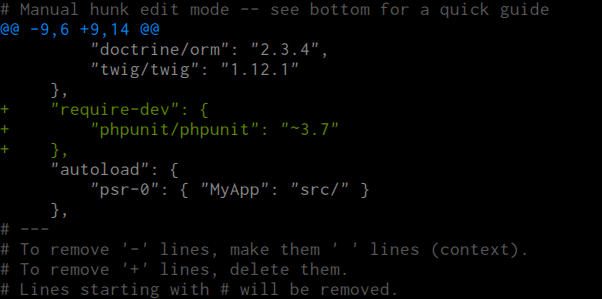 # Manual hunk edit mode -- see bottom for a quick guide
@@ -9,6 +9,14 @@
         "doctrine/orm": "2.3.4",
         "twig/twig": "1.12.1"
     },
+    "require-dev": {
+        "phpunit/phpunit": "~3.7"
+    },
     "autoload": {
         "psr-0": { "MyApp": "src/" }
     },
# ---
# To remove '-' lines, make them ' ' lines (context).
# To remove '+' lines, delete them.
# Lines starting with # will be removed.